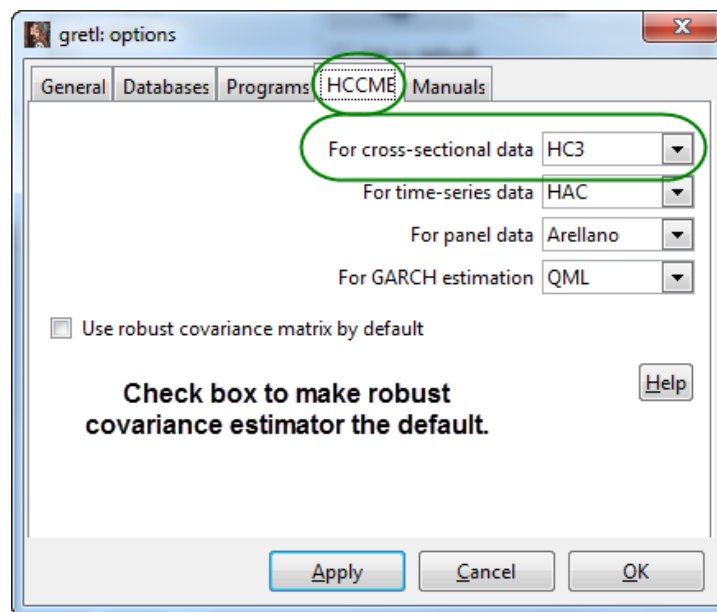 gretl: options
General Databases Programs HCCME Manuals
For cross-sectional data HC3
For time-series data HAC
For panel data Arellano
For GARCH estimation QML
Use robust covariance matrix by default
Help
Check box to make robust
covariance estimator the default.
Apply Cancel OK